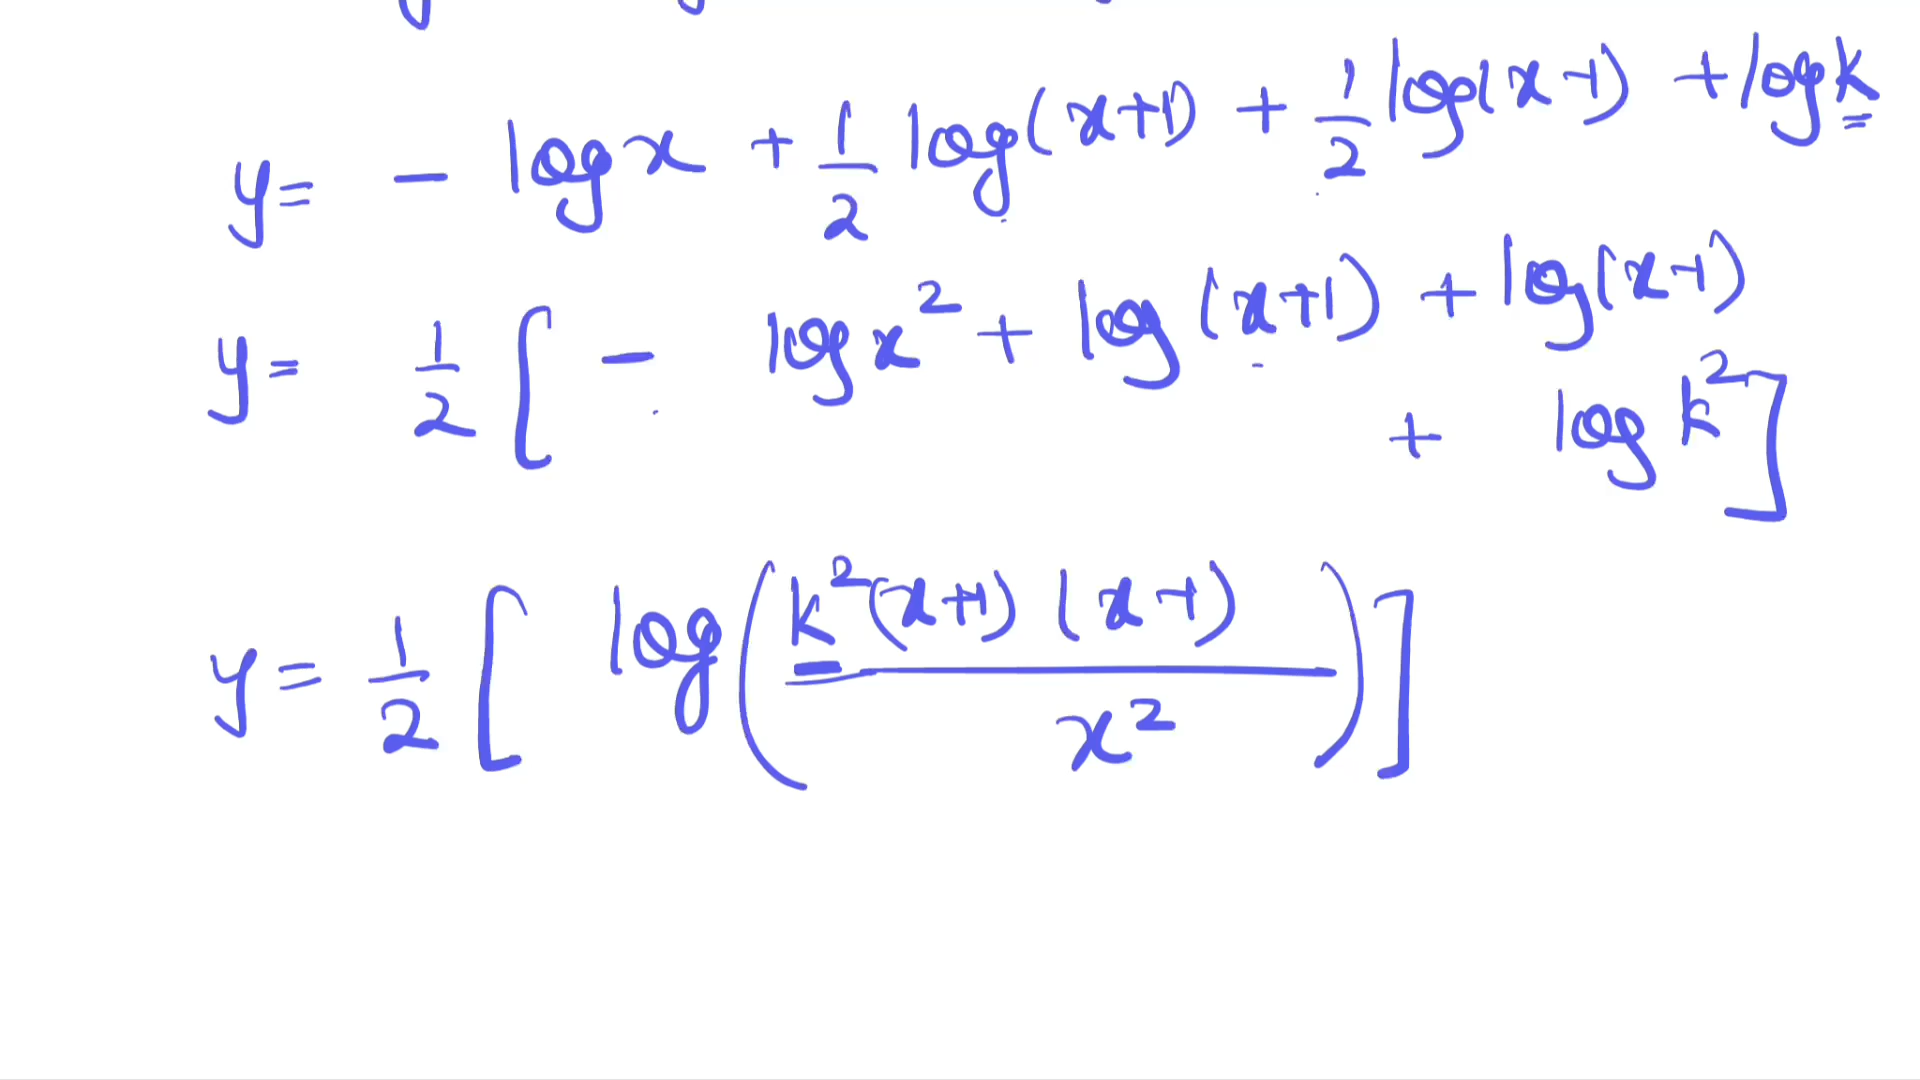 y = - log x + 1/2 log(x+1) + 1/2 log(x-1) + log k
y = 1/2 [ - log x² + log (x+1) + log(x-1)
+ log k² ]
y = 1/2 [ log ( k²(x+1) (x-1) / x² ) ]